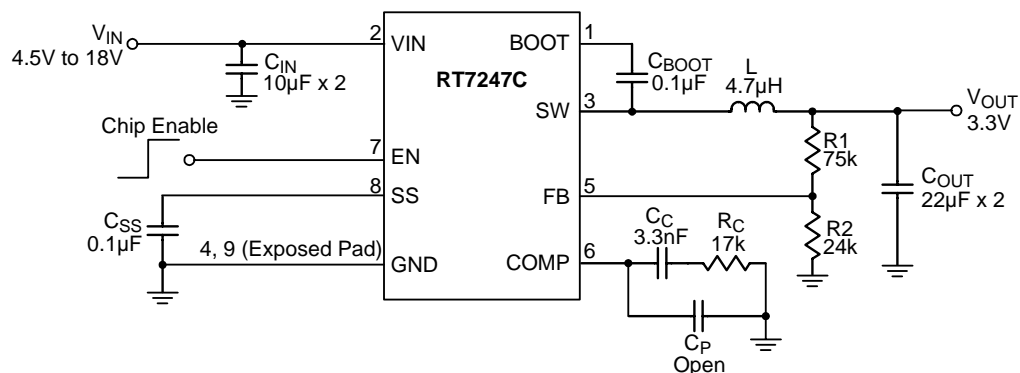 VIN
4.5V to 18V
CIN
10µF x 2
Chip Enable
CSS
0.1µF
4, 9 (Exposed Pad)
2
7
8
VIN
EN
SS
GND
RT7247C
BOOT
SW
FB
COMP
1
3
5
6
CBOOT
0.1µF
L
4.7µH
VOUT
3.3V
R1
75k
COUT
22µF x 2
R2
24k
CC
3.3nF
RC
17k
CP
Open